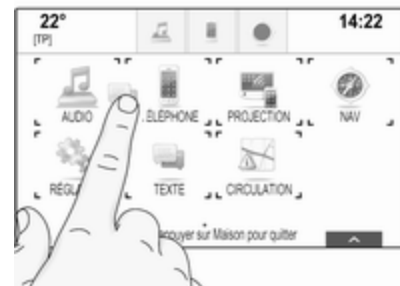 22° 14:22
[TP]
AUDIO .ÉLÉPHONE PROJECTION NAV
RÉGL TEXTE CIRCULATION
ppuyer sur Maison pour quitter